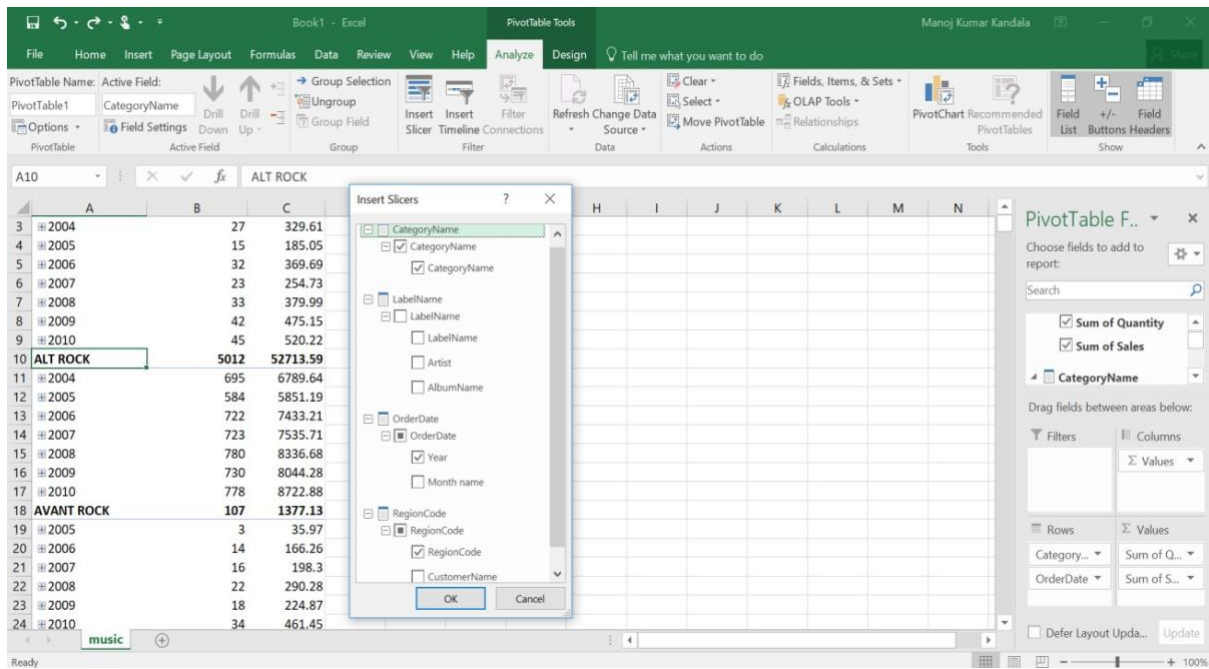 Book1 - Excel
PivotTable Tools
Manoj Kumar Kandala
File Home Insert Page Layout Formulas Data Review View Help Analyze Design Tell me what you want to do Share
PivotTable Name: Active Field:
PivotTable1 CategoryName
Options Field Settings
Drill Down
Drill Up
Group Selection
Ungroup
Group Field
Insert Slicer
Insert Timeline
Filter Connections
Refresh
Change Data Source
Clear
Select
Move PivotTable
Fields, Items, & Sets
OLAP Tools
Relationships
PivotChart
Recommended PivotTables
Field List
+/- Buttons
Field Headers
PivotTable Active Field Group Filter Data Actions Calculations Tools Show
A10 fx ALT ROCK
A B C H I J K L M N
3 2004 27 329.61
4 2005 15 185.05
5 2006 32 369.69
6 2007 23 254.73
7 2008 33 379.99
8 2009 42 475.15
9 2010 45 520.22
10 ALT ROCK 5012 52713.59
11 2004 695 6789.64
12 2005 584 5851.19
13 2006 722 7433.21
14 2007 723 7535.71
15 2008 780 8336.68
16 2009 730 8044.28
17 2010 778 8722.88
18 AVANT ROCK 107 1377.13
19 2005 3 35.97
20 2006 14 166.26
21 2007 16 198.3
22 2008 22 290.28
23 2009 18 224.87
24 2010 34 461.45
Insert Slicers ?
CategoryName
CategoryName
CategoryName
LabelName
LabelName
LabelName
Artist
AlbumName
OrderDate
OrderDate
Year
Month name
RegionCode
RegionCode
RegionCode
CustomerName
OK Cancel
PivotTable F..
Choose fields to add to report:
Search
Sum of Quantity
Sum of Sales
CategoryName
Drag fields between areas below:
Filters Columns
Σ Values
Rows Σ Values
Category... Sum of Q...
OrderDate Sum of S...
Defer Layout Upda... Update
music
Ready
100%